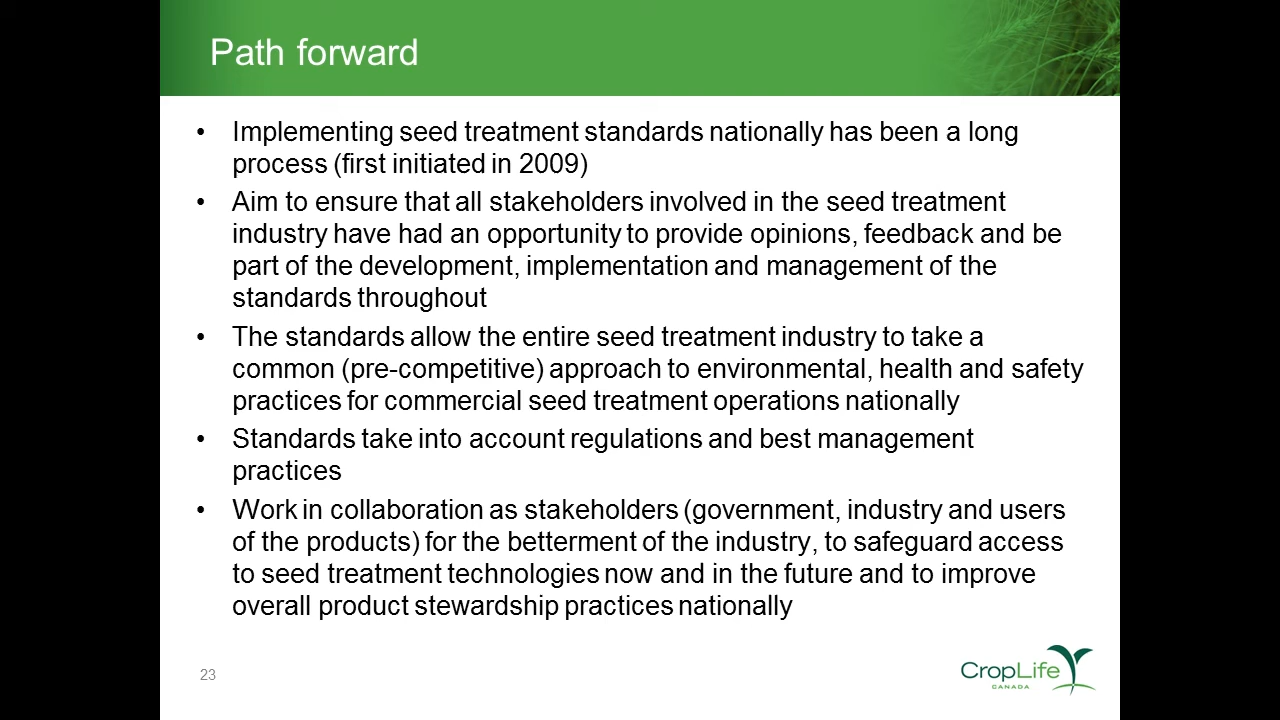 Path forward
• Implementing seed treatment standards nationally has been a long
process (first initiated in 2009)
• Aim to ensure that all stakeholders involved in the seed treatment
industry have had an opportunity to provide opinions, feedback and be
part of the development, implementation and management of the
standards throughout
• The standards allow the entire seed treatment industry to take a
common (pre-competitive) approach to environmental, health and safety
practices for commercial seed treatment operations nationally
• Standards take into account regulations and best management
practices
• Work in collaboration as stakeholders (government, industry and users
of the products) for the betterment of the industry, to safeguard access
to seed treatment technologies now and in the future and to improve
overall product stewardship practices nationally
23
CropLife
CANADA